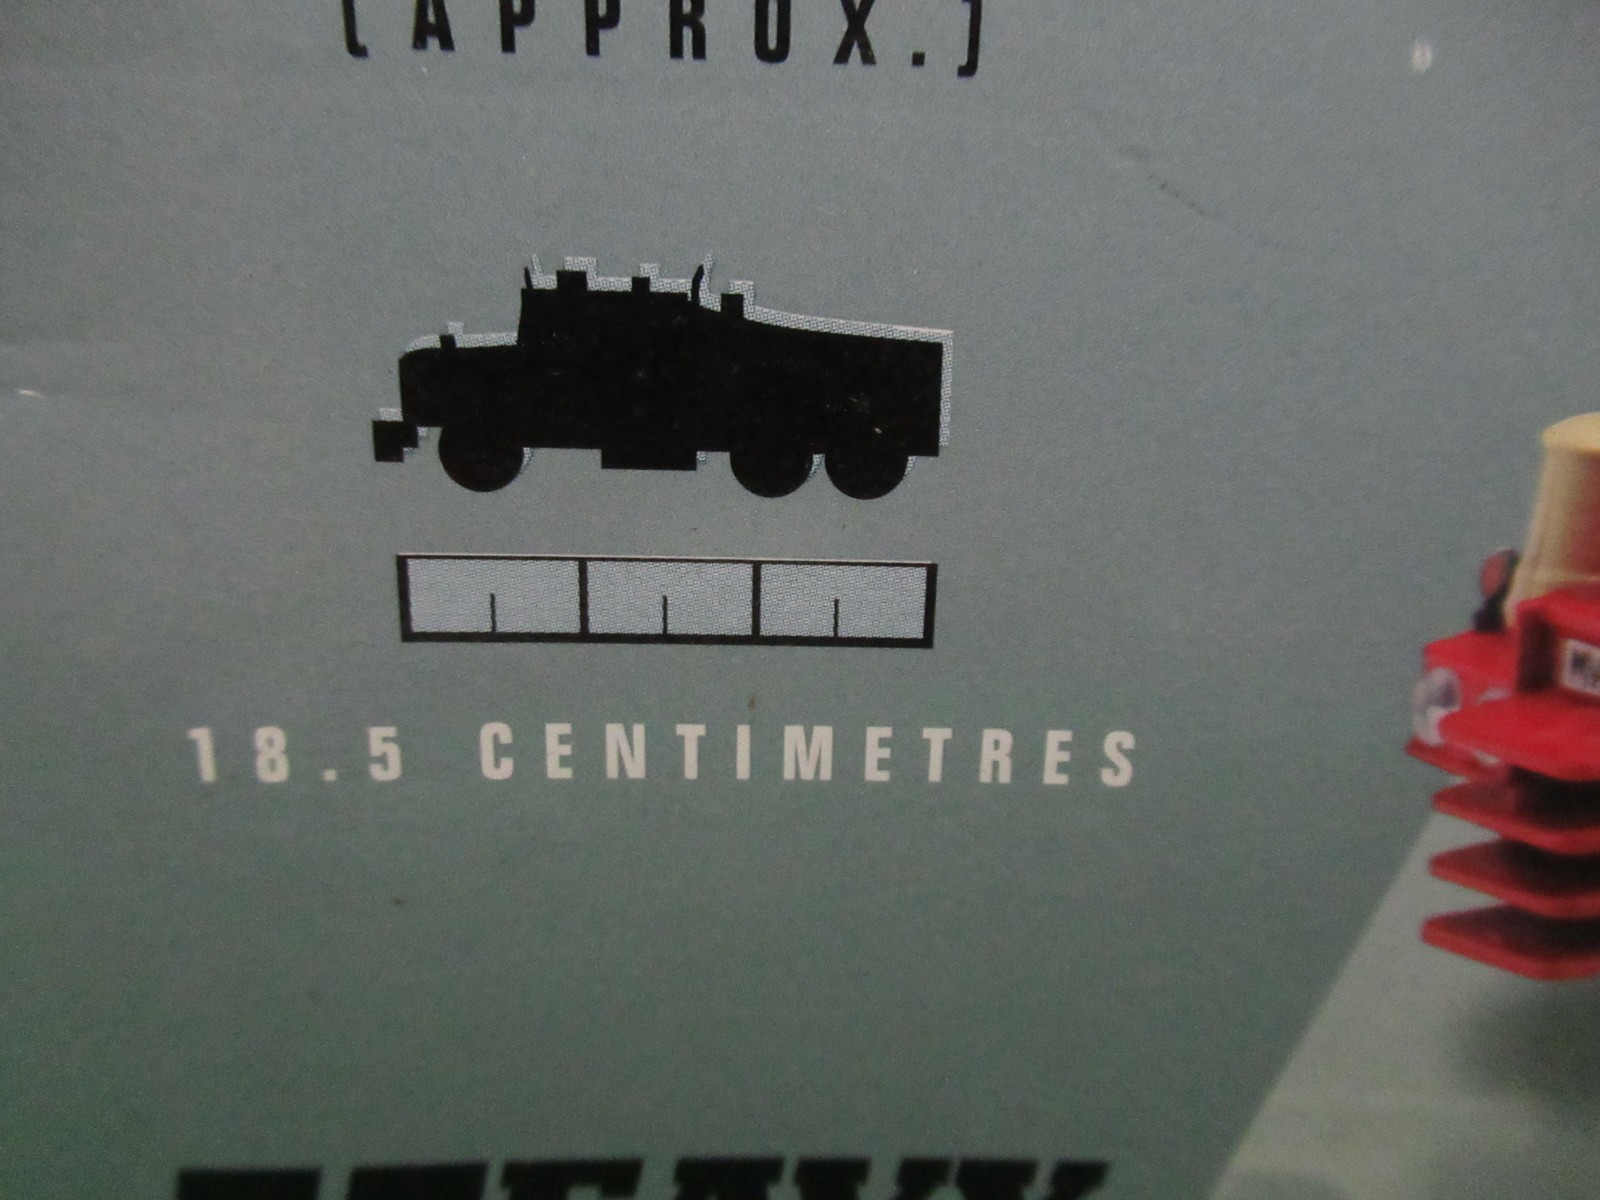 (APPROX.)
18.5 CENTIMETRES